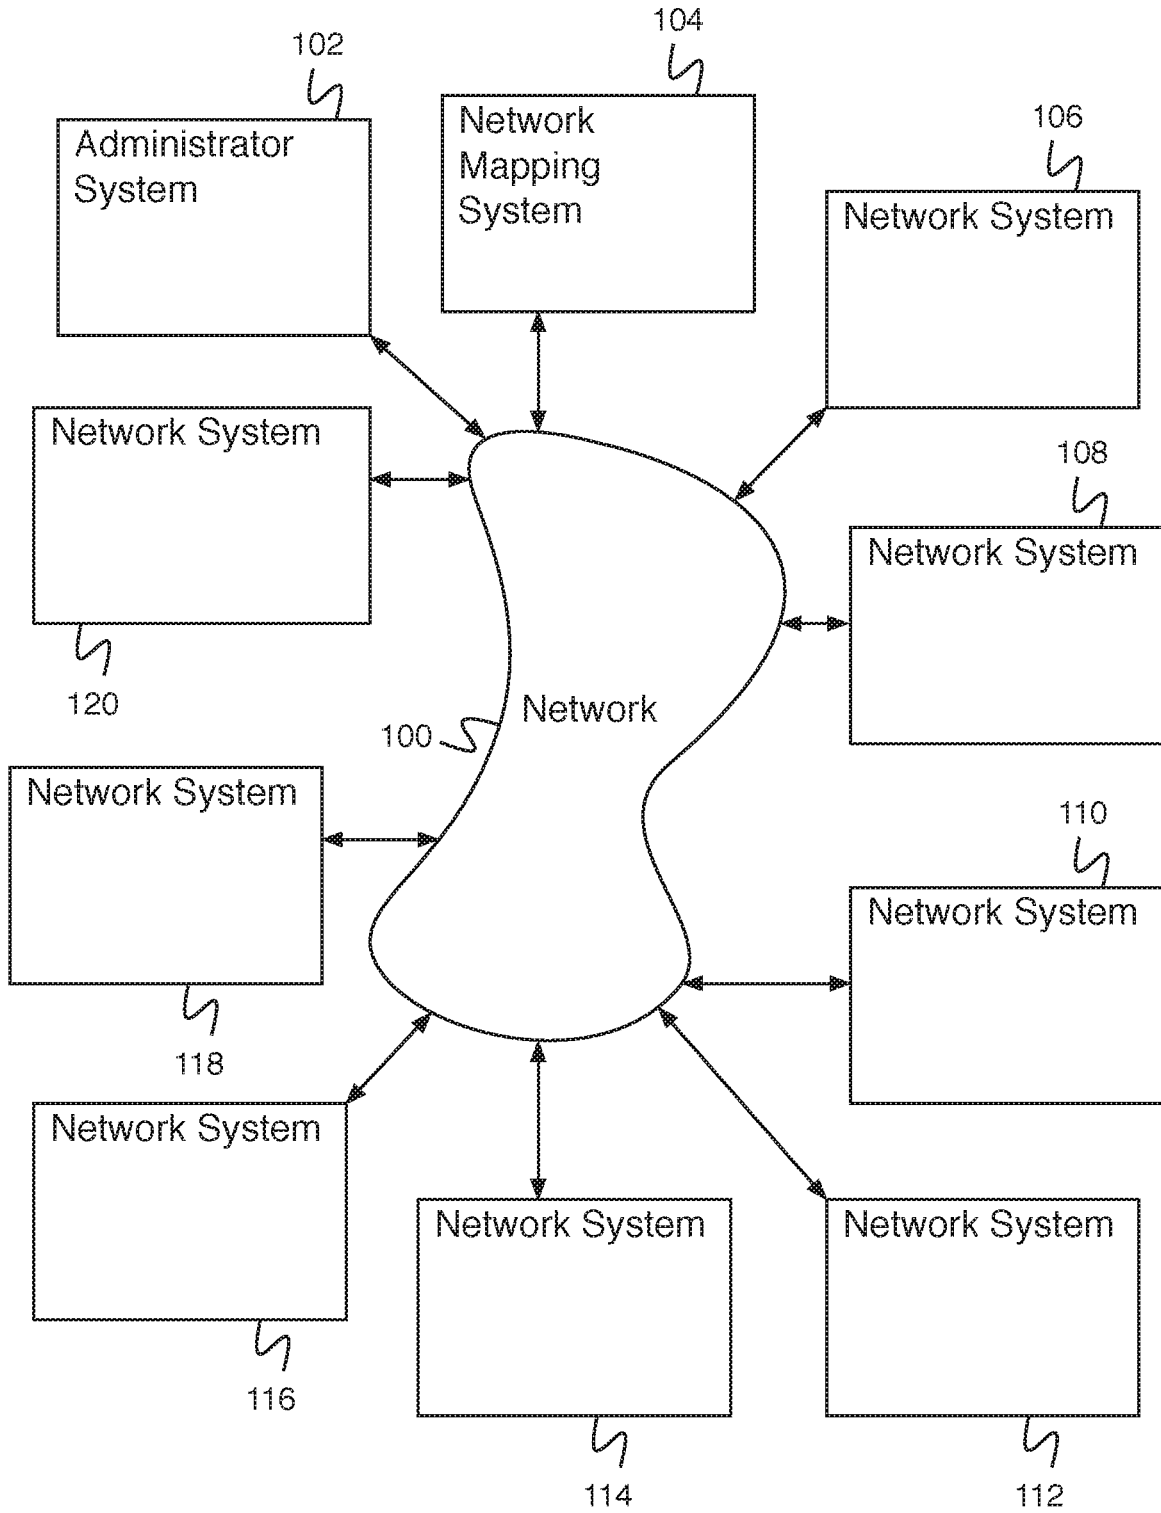 102
Administrator
System
104
Network
Mapping
System
106
Network System
Network System
120
108
Network System
Network
100
Network System
118
110
Network System
Network System
116
Network System
114
Network System
112